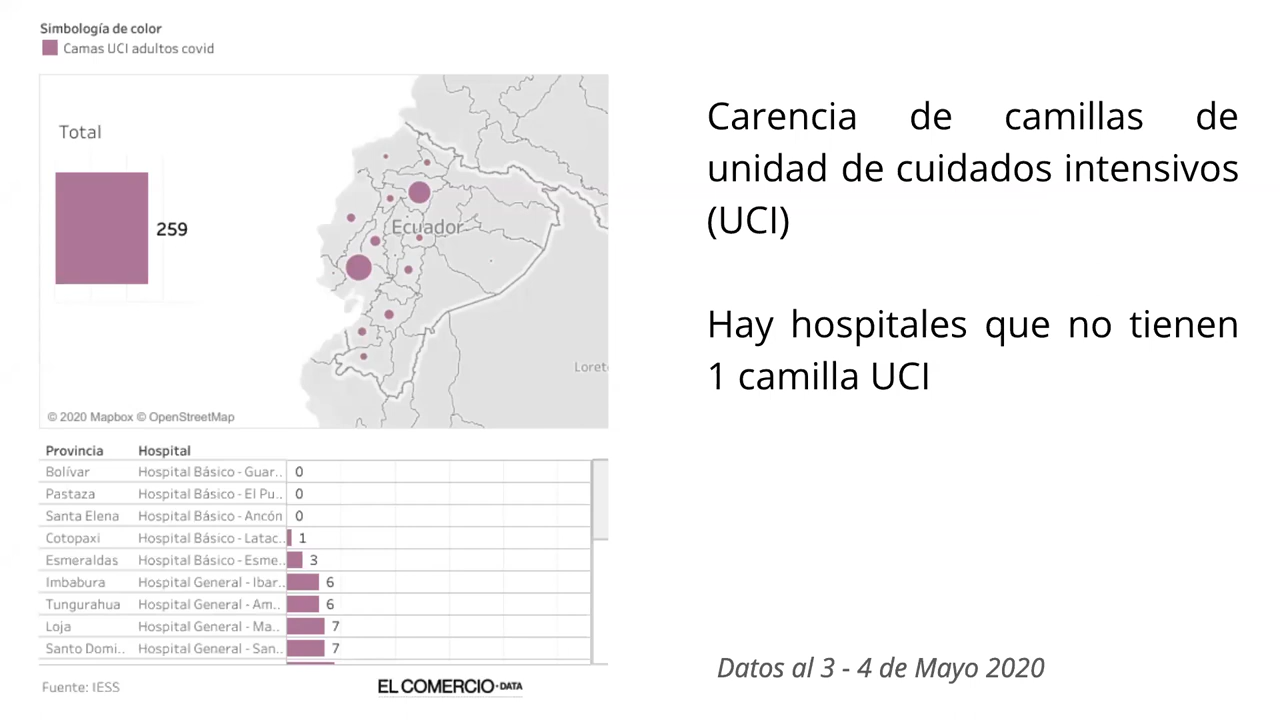 Simbología de color
Camas UCI adultos covid
Total
259
Ecuador
© 2020 Mapbox © OpenStreetMap
Provincia Hospital
Bolívar Hospital Básico - Guar.. 0
Pastaza Hospital Básico - El Pu.. 0
Santa Elena Hospital Básico - Ancón 0
Cotopaxi Hospital Básico - Latac.. 1
Esmeraldas Hospital Básico - Esme.. 3
Imbabura Hospital General - Ibar.. 6
Tungurahua Hospital General - Am.. 6
Loja Hospital General - Ma.. 7
Santo Domi.. Hospital General - San.. 7
Fuente: IESS
EL COMERCIO•DATA
Carencia de camillas de
unidad de cuidados intensivos
(UCI)
Hay hospitales que no tienen
1 camilla UCI
Datos al 3 - 4 de Mayo 2020